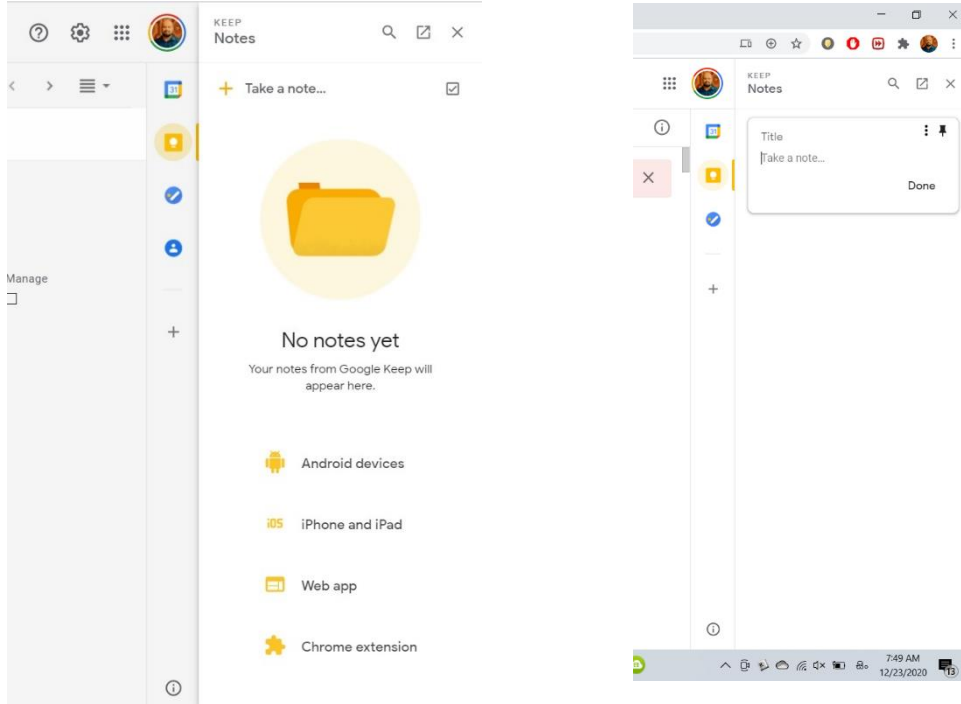 KEEP
Notes
31
Take a note...
Manage
No notes yet
Your notes from Google Keep will
appear here.
Android devices
iOS iPhone and iPad
Web app
Chrome extension
KEEP
Notes
31
Title
Take a note...
Done
7:49 AM
12/23/2020
13